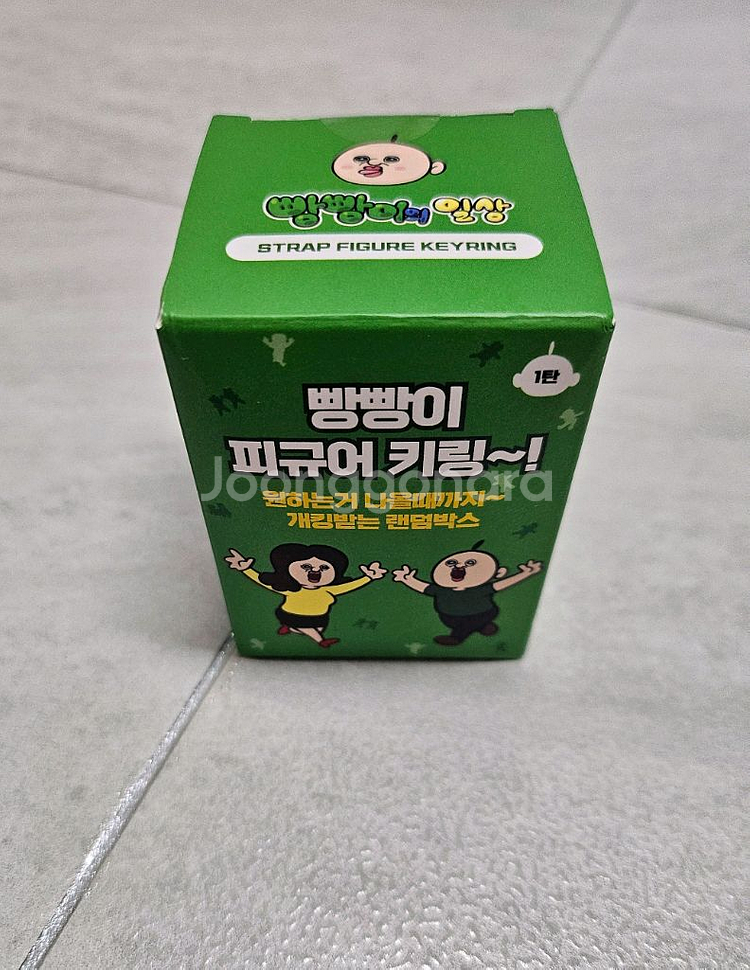 빵빵이의 일상
STRAP FIGURE KEYRING
1탄
빵빵이
피규어 키링~!
Joonggonara
원하는거 나올때까지~
개킹받는 랜덤박스